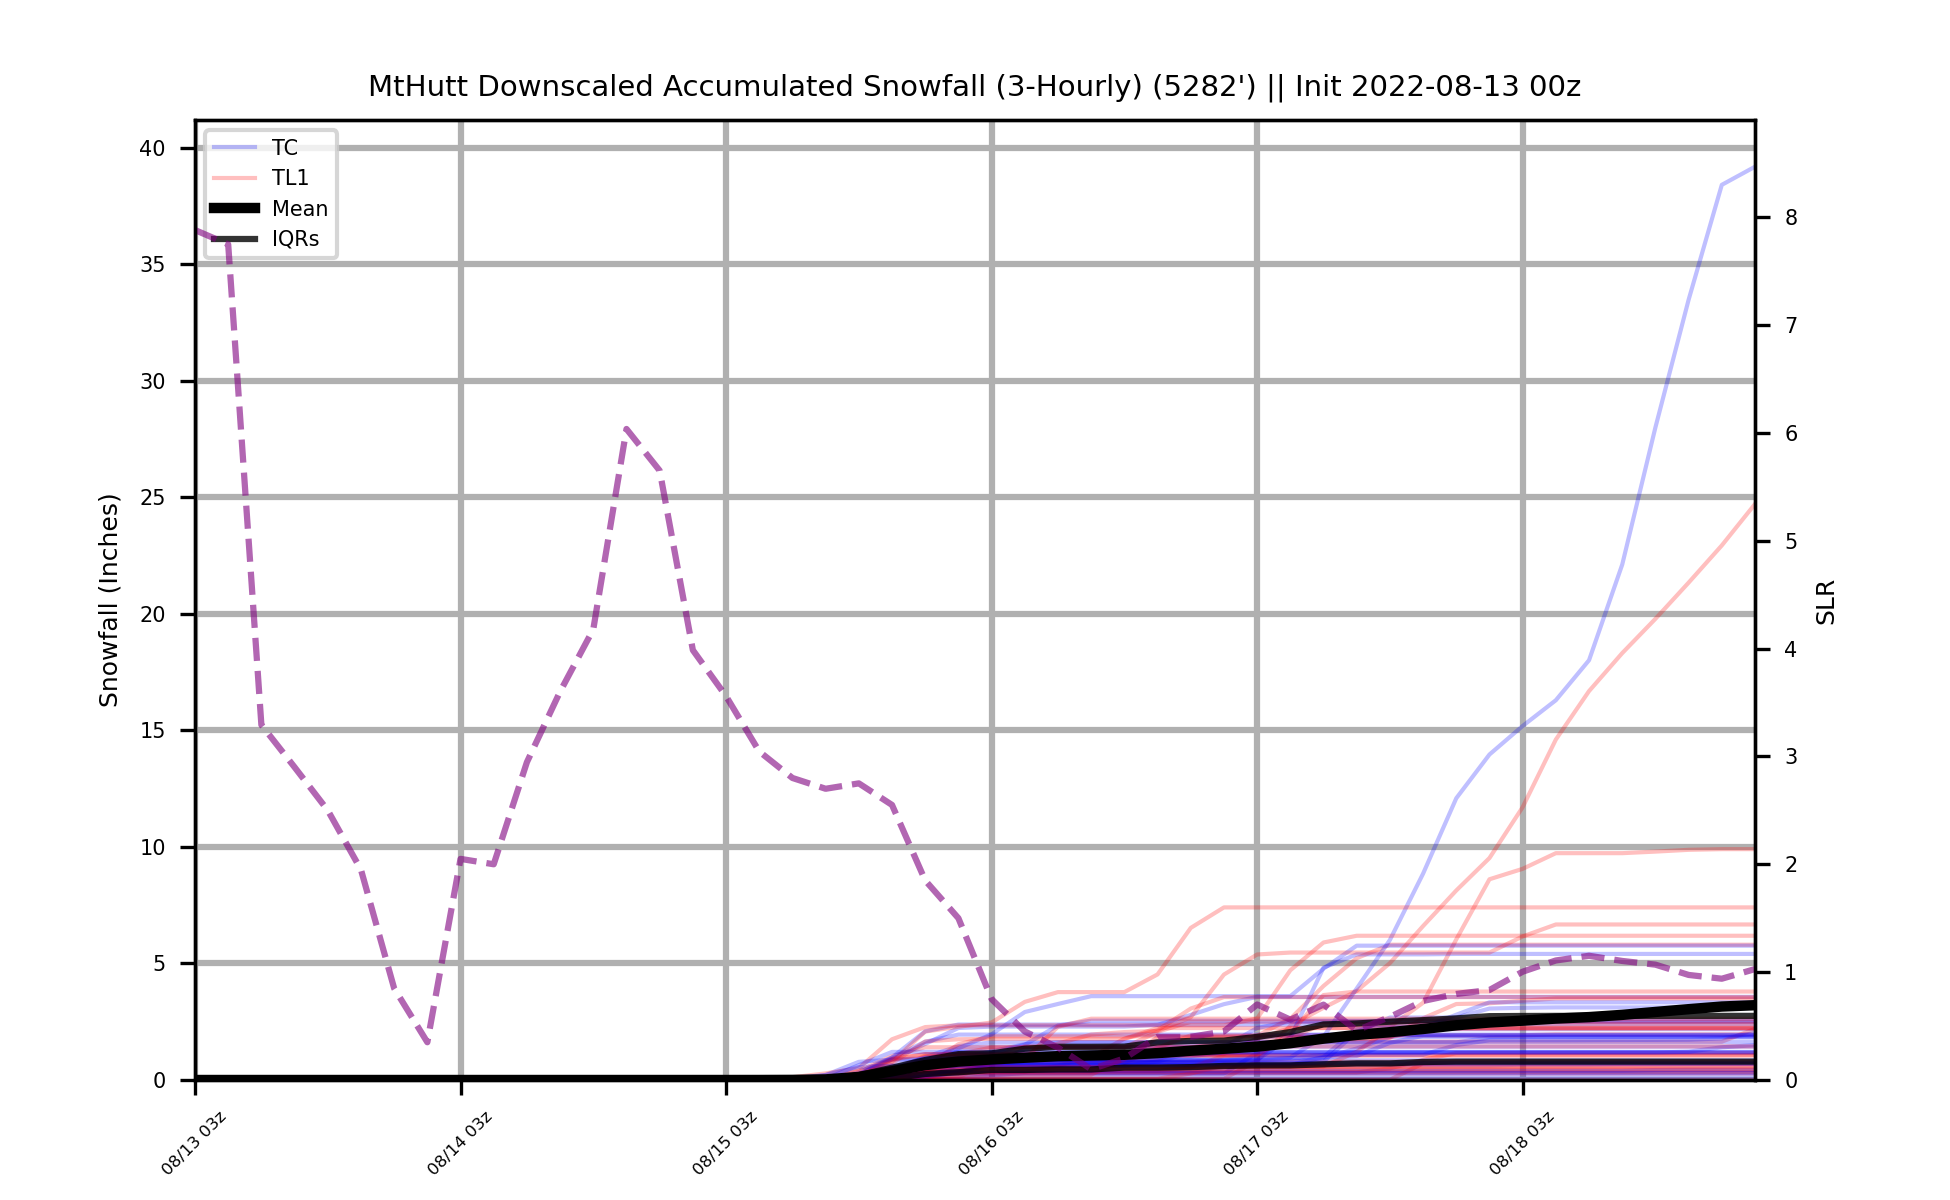 MtHutt Downscaled Accumulated Snowfall (3-Hourly) (5282') || Init 2022-08-13 00z
TC
TL1
Mean
IQRs
Snowfall (Inches)
40
35
30
25
20
15
10
5
0
8
7
6
5
4
3
2
1
0
SLR
08/13 03z
08/14 03z
08/15 03z
08/16 03z
08/17 03z
08/18 03z